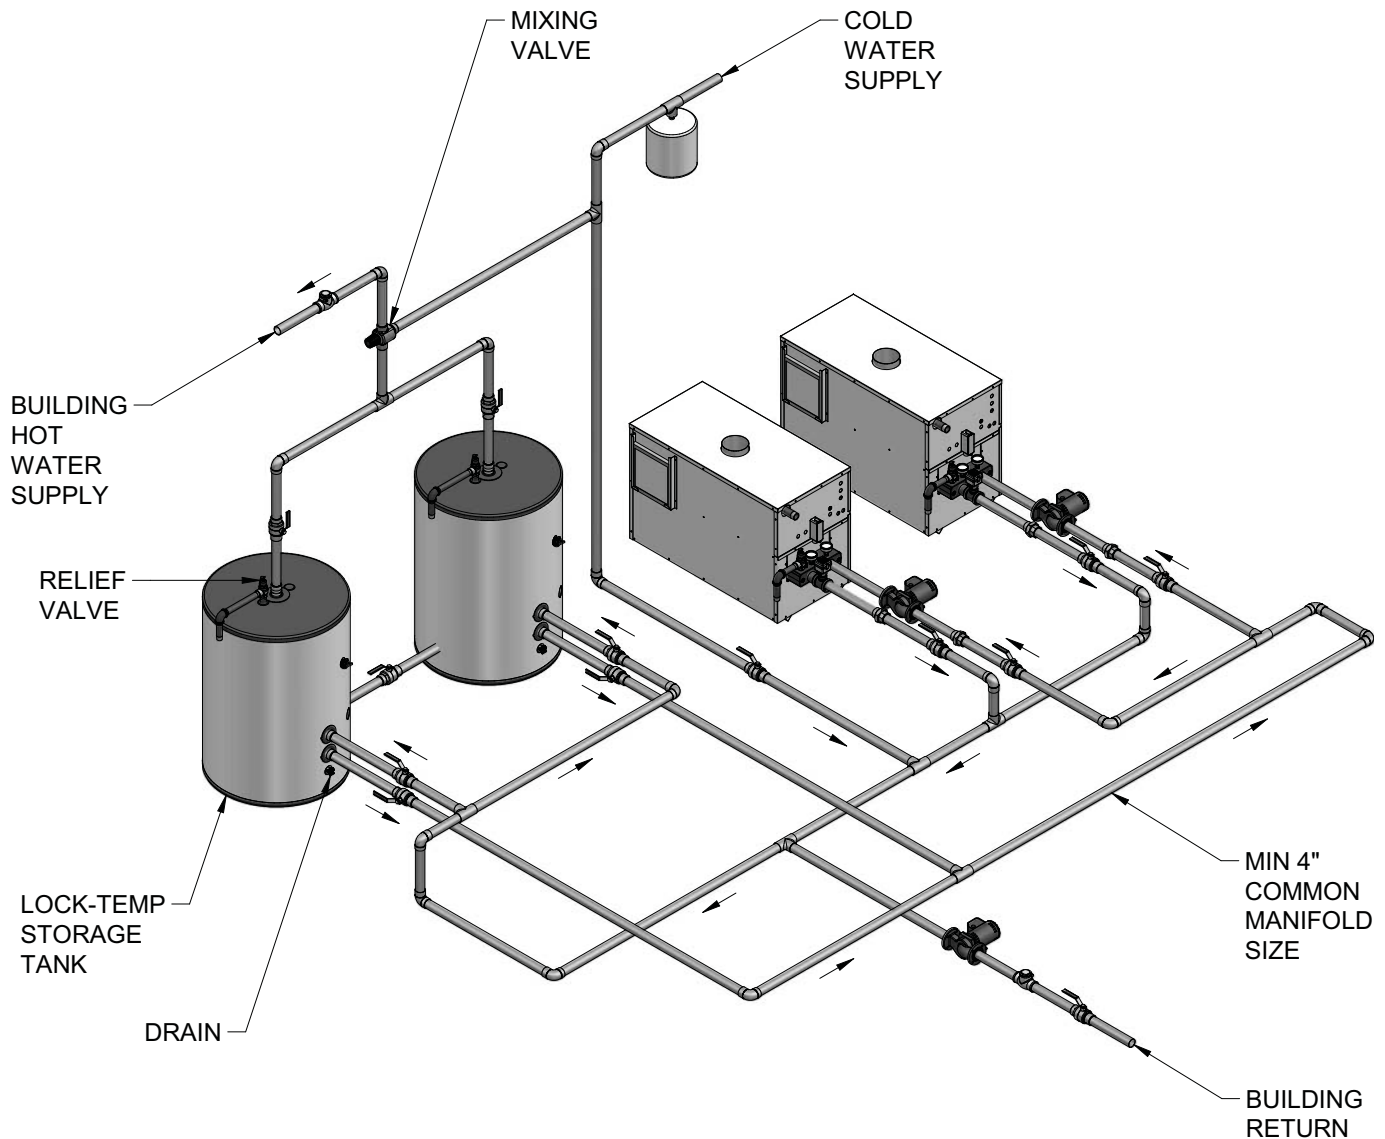 MIXING
VALVE
COLD
WATER
SUPPLY
BUILDING
HOT
WATER
SUPPLY
RELIEF
VALVE
LOCK-TEMP
STORAGE
TANK
DRAIN
MIN 4"
COMMON
MANIFOLD
SIZE
BUILDING
RETURN